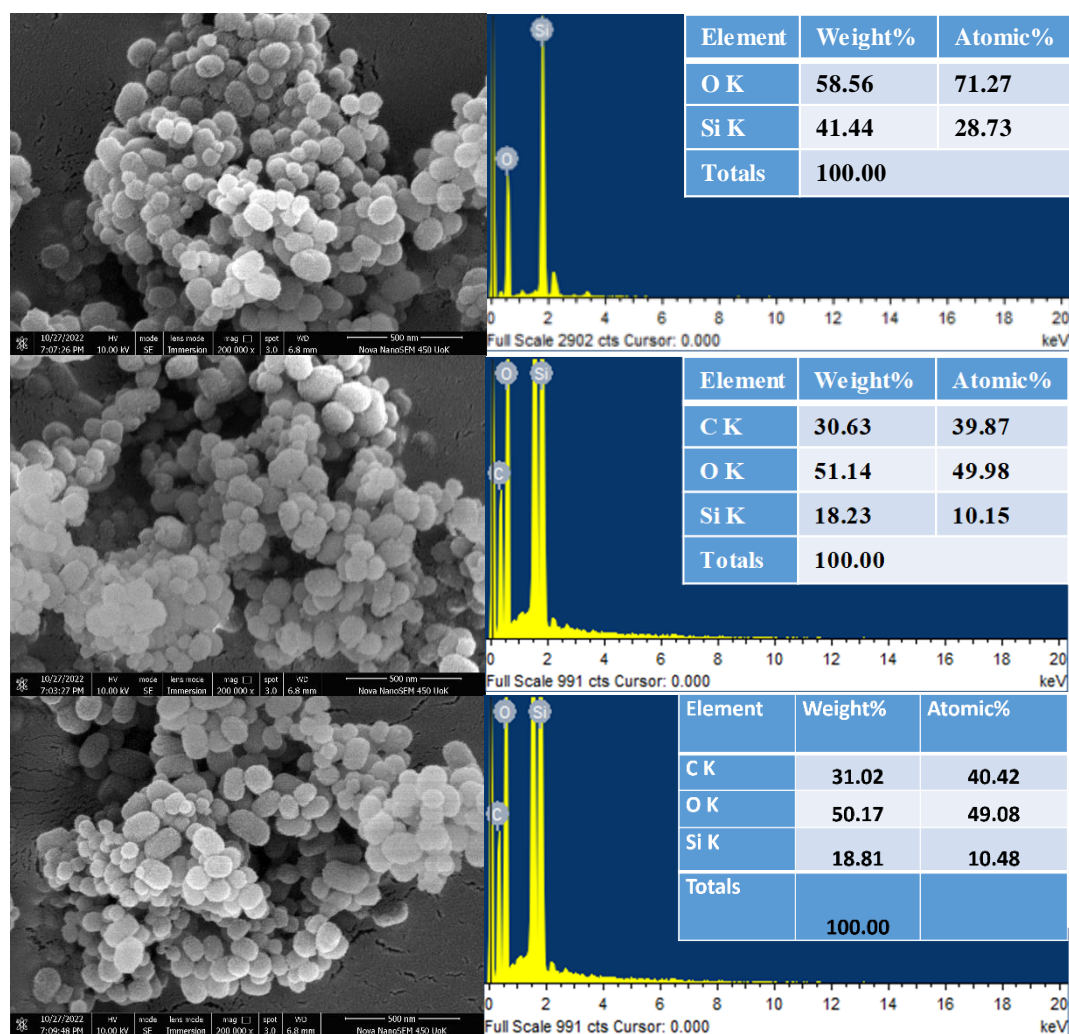 Si
O
Element Weight% Atomic%
O K 58.56 71.27
Si K 41.44 28.73
Totals 100.00
0 2 4 6 8 10 12 14 16 18 20
Full Scale 2902 cts Cursor: 0.000 keV
10/27/2022 HV mode lens mode mag spot WD 500 nm
7:07:26 PM 10.00 kV SE Immersion 200 000 x 3.0 6.8 mm Nova NanoSEM 450 UoK
O Si
C
Element Weight% Atomic%
C K 30.63 39.87
O K 51.14 49.98
Si K 18.23 10.15
Totals 100.00
0 2 4 6 8 10 12 14 16 18 20
Full Scale 991 cts Cursor: 0.000 keV
10/27/2022 HV mode lens mode mag spot WD 500 nm
7:03:27 PM 10.00 kV SE Immersion 200 000 x 3.0 6.8 mm Nova NanoSEM 450 UoK
O Si
C
Element Weight% Atomic%
C K 31.02 40.42
O K 50.17 49.08
Si K 18.81 10.48
Totals
100.00
0 2 4 6 8 10 12 14 16 18 20
Full Scale 991 cts Cursor: 0.000 keV
10/27/2022 HV mode lens mode mag spot WD 500 nm
7:09:48 PM 10.00 kV SE Immersion 200 000 x 3.0 6.8 mm Nova NanoSEM 450 UoK